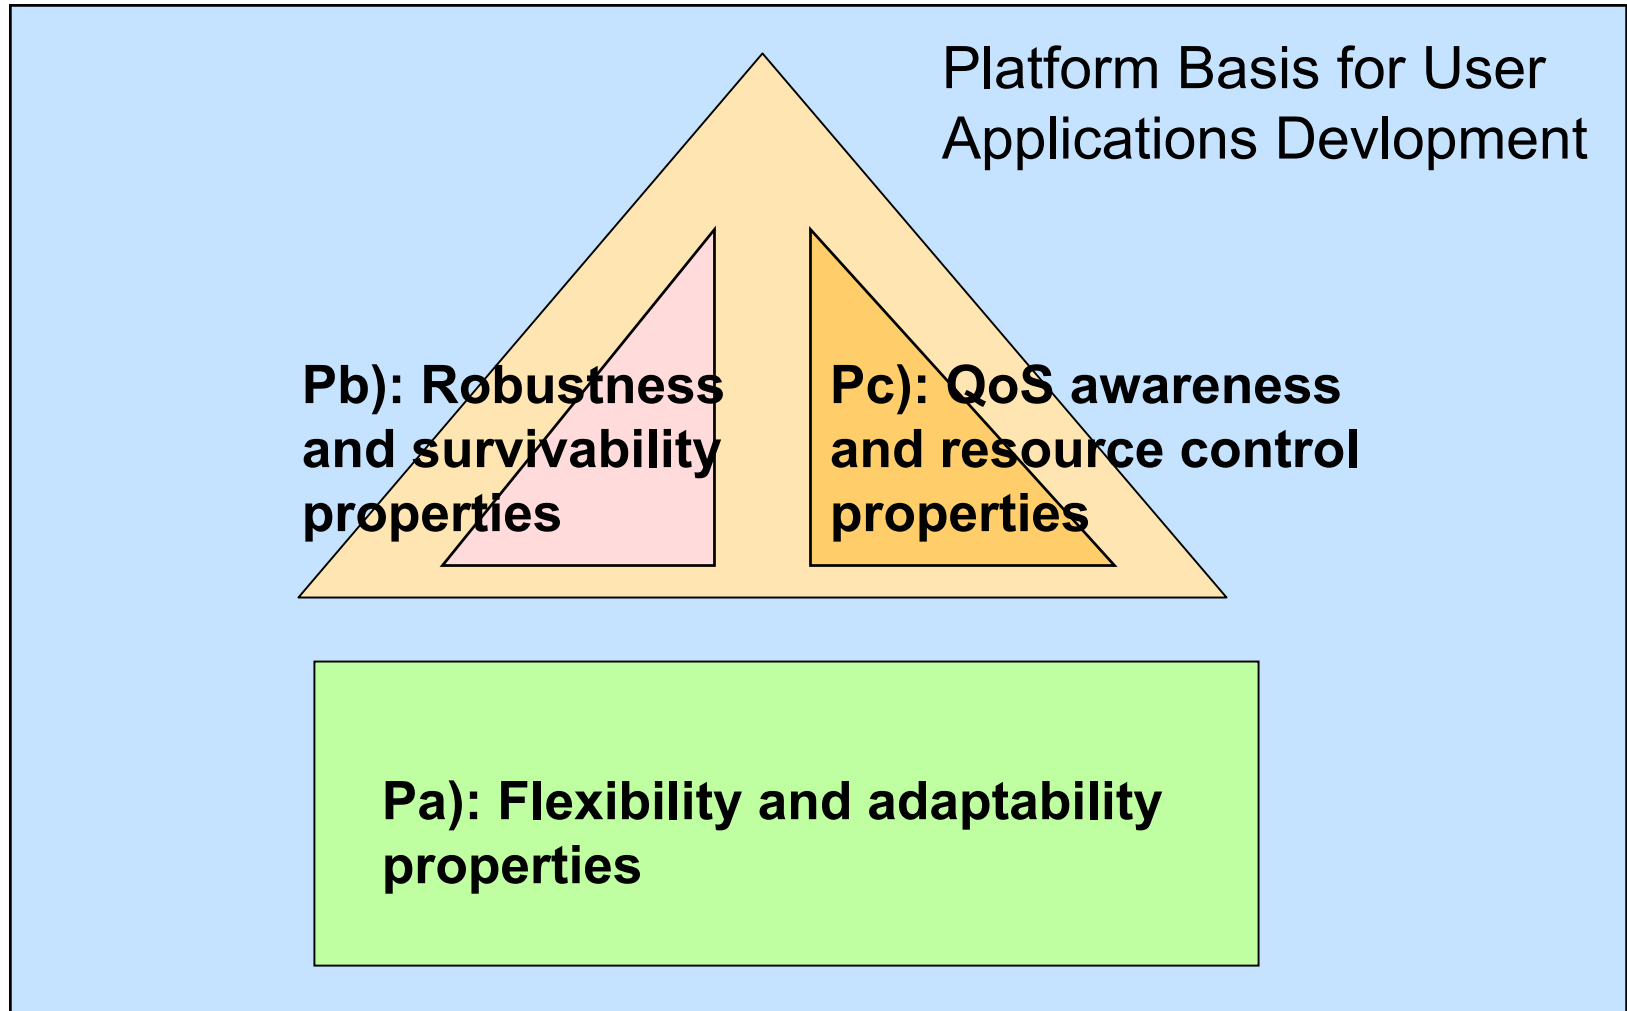 Platform Basis for User
Applications Devlopment
Pb): Robustness
and survivability
properties
Pc): QoS awareness
and resource control
properties
Pa): Flexibility and adaptability
properties